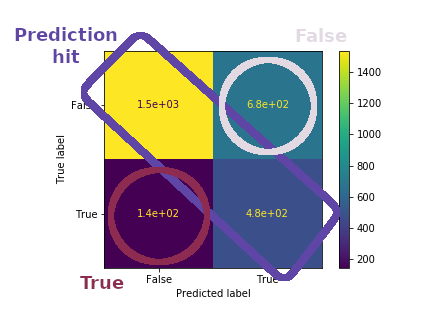 Prediction
hit
False
1400
1200
1000
800
600
400
200
False
1.5e+03
6.8e+02
True label
True
1.4e+02
4.8e+02
True
False
True
Predicted label